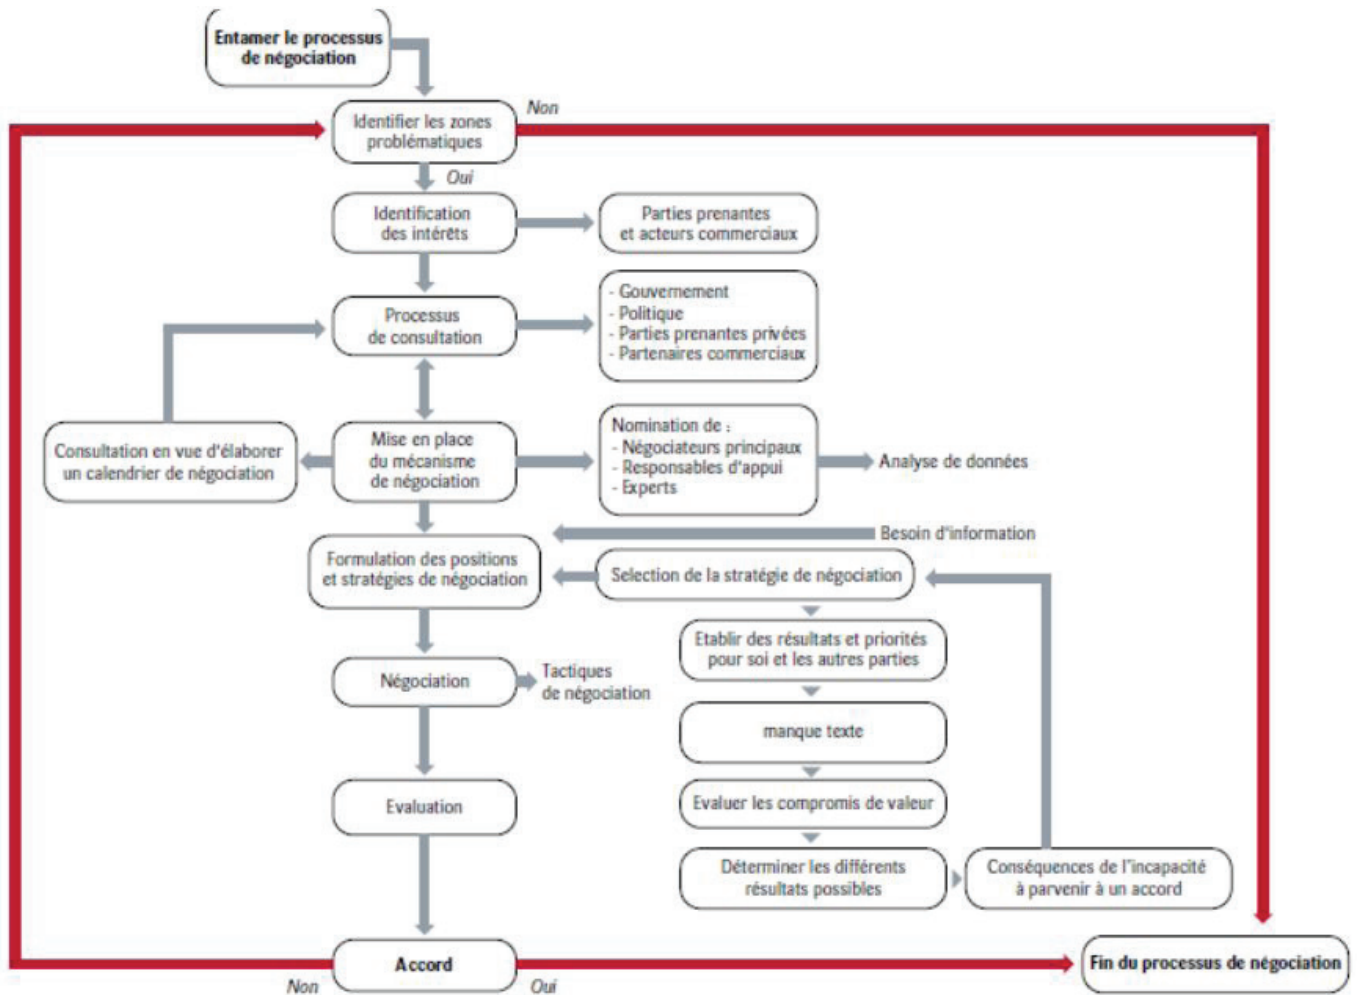 Entamer le processus
de négociation
Non
Identifier les zones
problématiques
Oui
Identification
des intérêts
Parties prenantes
et acteurs commerciaux
Processus
de consultation
- Gouvernement
- Politique
- Parties prenantes privées
- Partenaires commerciaux
Consultation en vue d'élaborer
un calendrier de négociation
Mise en place
du mécanisme
de négociation
Nomination de :
- Négociateurs principaux
- Responsables d'appui
- Experts
Analyse de données
Besoin d'information
Formulation des positions
et stratégies de négociation
Selection de la stratégie de négociation
Etablir des résultats et priorités
pour soi et les autres parties
Négociation
Tactiques
de négociation
manque texte
Evaluation
Evaluer les compromis de valeur
Déterminer les différents
résultats possibles
Conséquences de l'incapacité
à parvenir à un accord
Accord
Non
Oui
Fin du processus de négociation